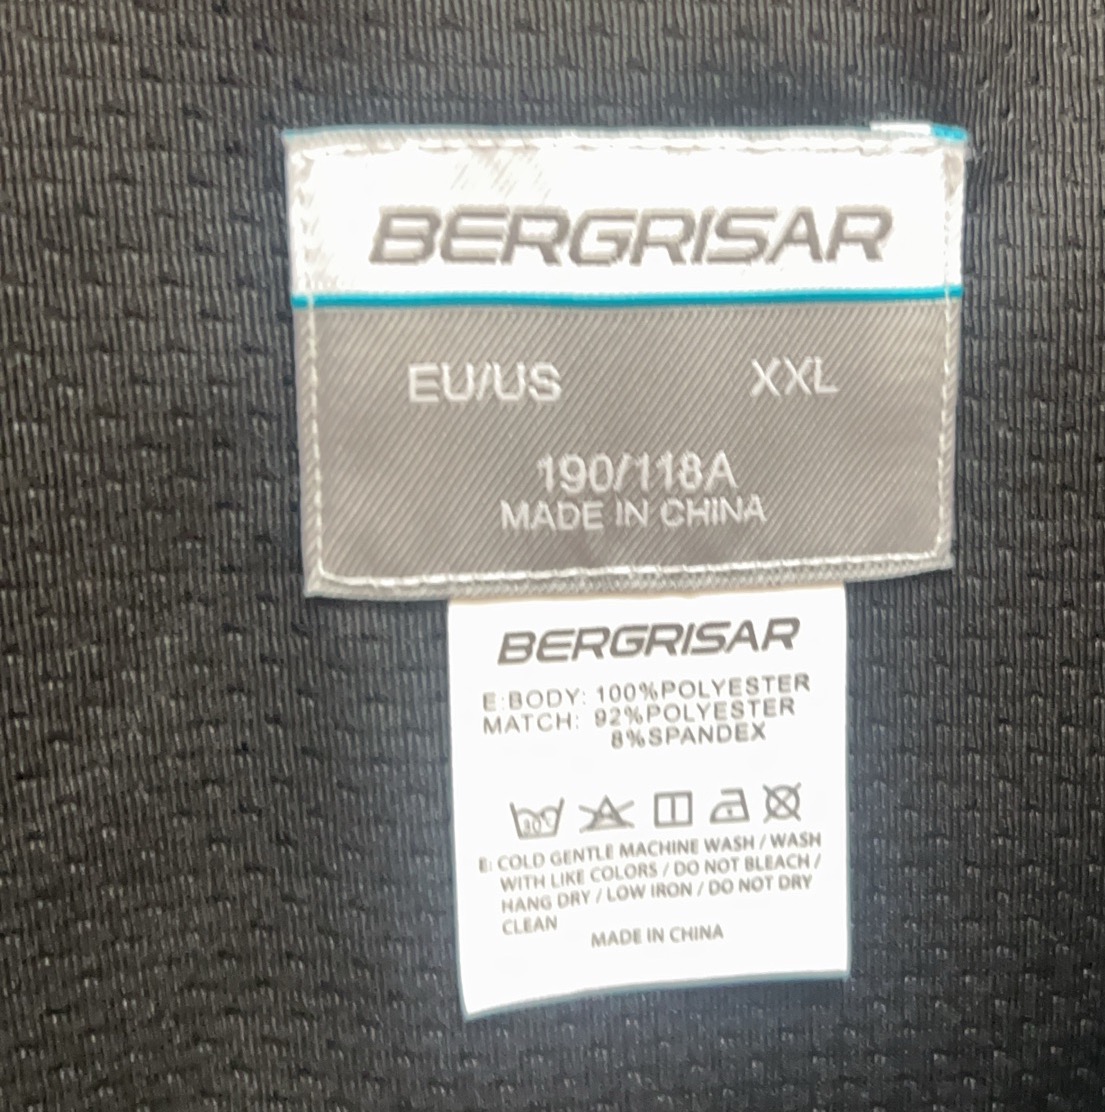 BERGRISAR
EU/US XXL
190/118A
MADE IN CHINA
BERGRISAR
E:BODY: 100%POLYESTER
MATCH: 92%POLYESTER
8%SPANDEX
30°
E: COLD GENTLE MACHINE WASH / WASH
WITH LIKE COLORS / DO NOT BLEACH /
HANG DRY / LOW IRON / DO NOT DRY
CLEAN
MADE IN CHINA